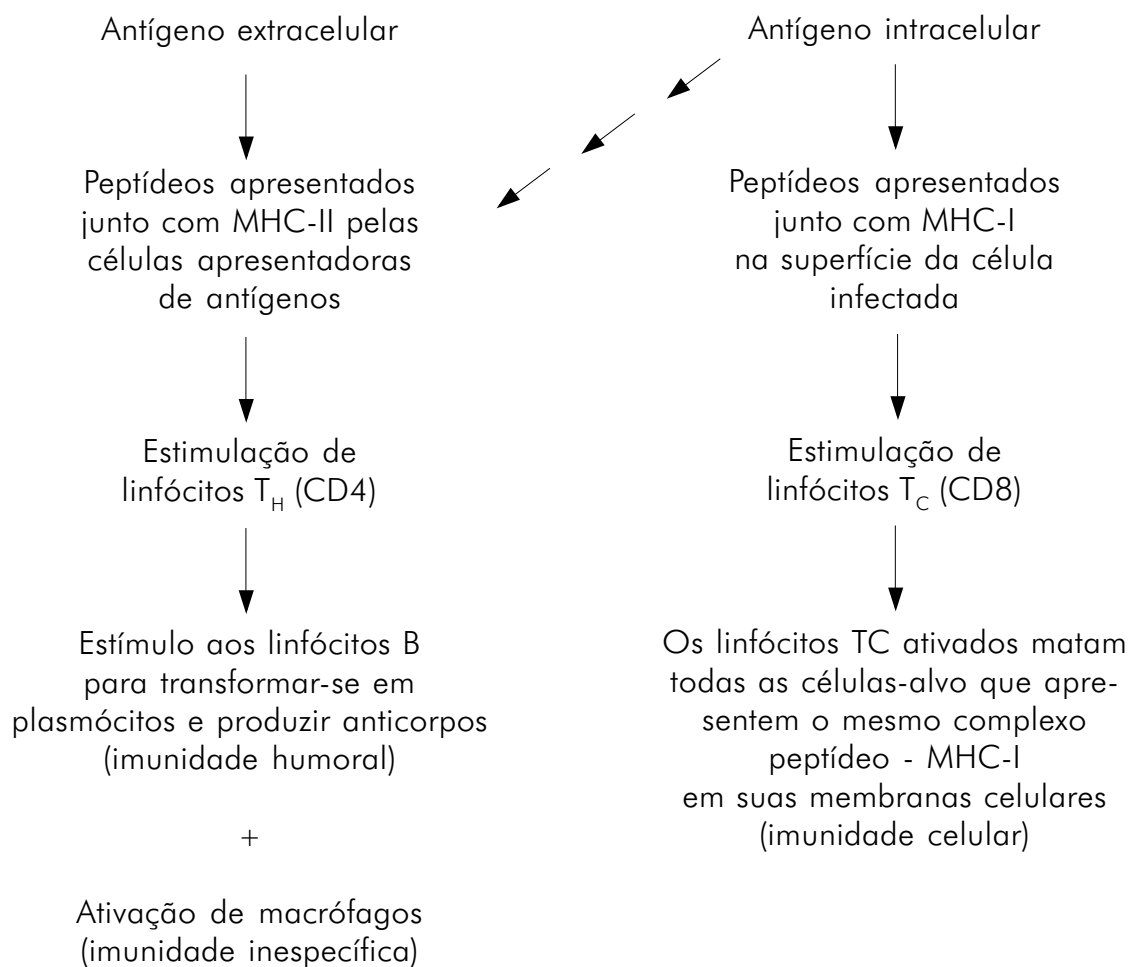 Antígeno extracelular
Peptídeos apresentados
junto com MHC-II pelas
células apresentadoras
de antígenos
Estimulação de
linfócitos T_H (CD4)
Estímulo aos linfócitos B
para transformar-se em
plasmócitos e produzir anticorpos
(imunidade humoral)
+
Ativação de macrófagos
(imunidade inespecífica)
Antígeno intracelular
Peptídeos apresentados
junto com MHC-I
na superfície da célula
infectada
Estimulação de
linfócitos T_C (CD8)
Os linfócitos TC ativados matam
todas as células-alvo que apre-
sentem o mesmo complexo
peptídeo - MHC-I
em suas membranas celulares
(imunidade celular)